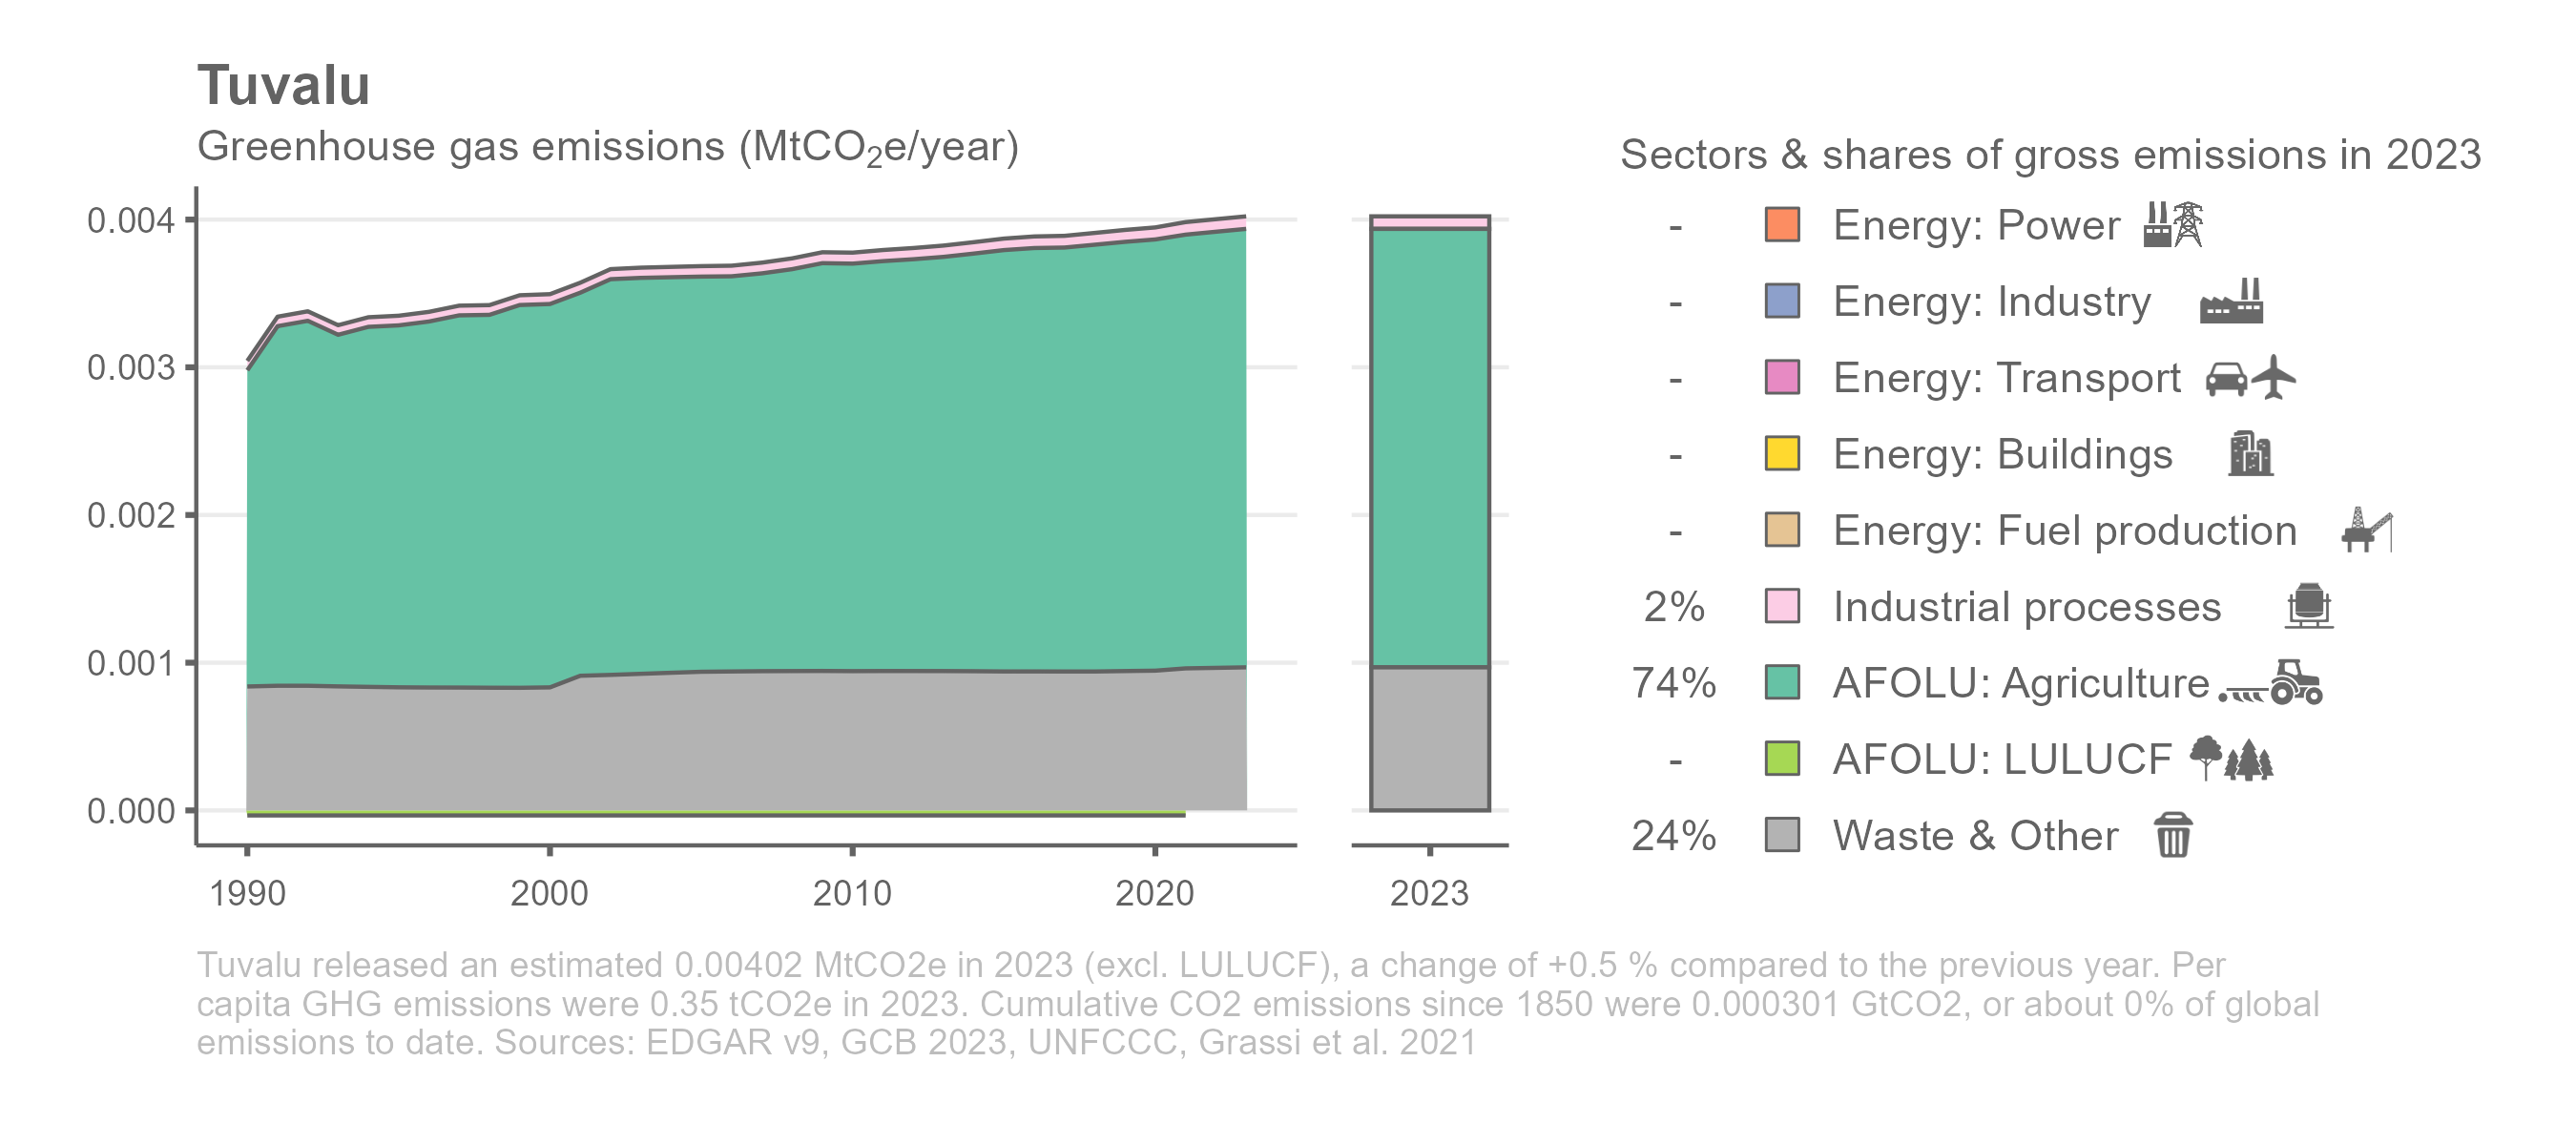 Tuvalu
Greenhouse gas emissions (MtCO₂e/year)
0.004
0.003
0.002
0.001
0.000
1990 2000 2010 2020 2023
Sectors & shares of gross emissions in 2023
- Energy: Power
- Energy: Industry
- Energy: Transport
- Energy: Buildings
- Energy: Fuel production
2% Industrial processes
74% AFOLU: Agriculture
- AFOLU: LULUCF
24% Waste & Other
Tuvalu released an estimated 0.00402 MtCO2e in 2023 (excl. LULUCF), a change of +0.5 % compared to the previous year. Per
capita GHG emissions were 0.35 tCO2e in 2023. Cumulative CO2 emissions since 1850 were 0.000301 GtCO2, or about 0% of global
emissions to date. Sources: EDGAR v9, GCB 2023, UNFCCC, Grassi et al. 2021